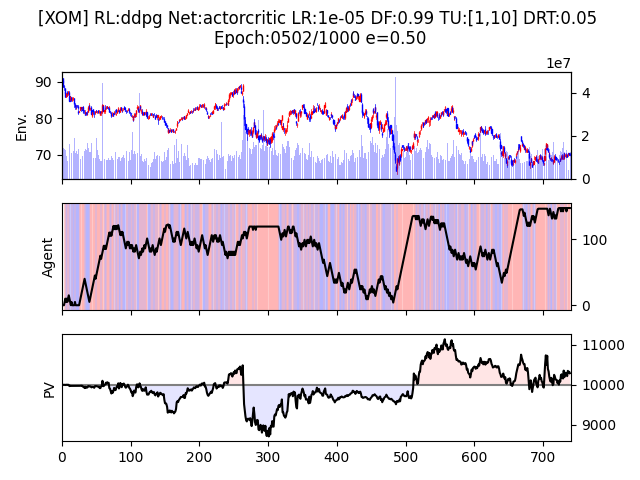 [XOM] RL:ddpg Net:actorcritic LR:1e-05 DF:0.99 TU:[1,10] DRT:0.05
Epoch:0502/1000 e=0.50
1e7
90
80
70
Env.
4
2
0
Agent
100
0
PV
11000
10000
9000
0 100 200 300 400 500 600 700